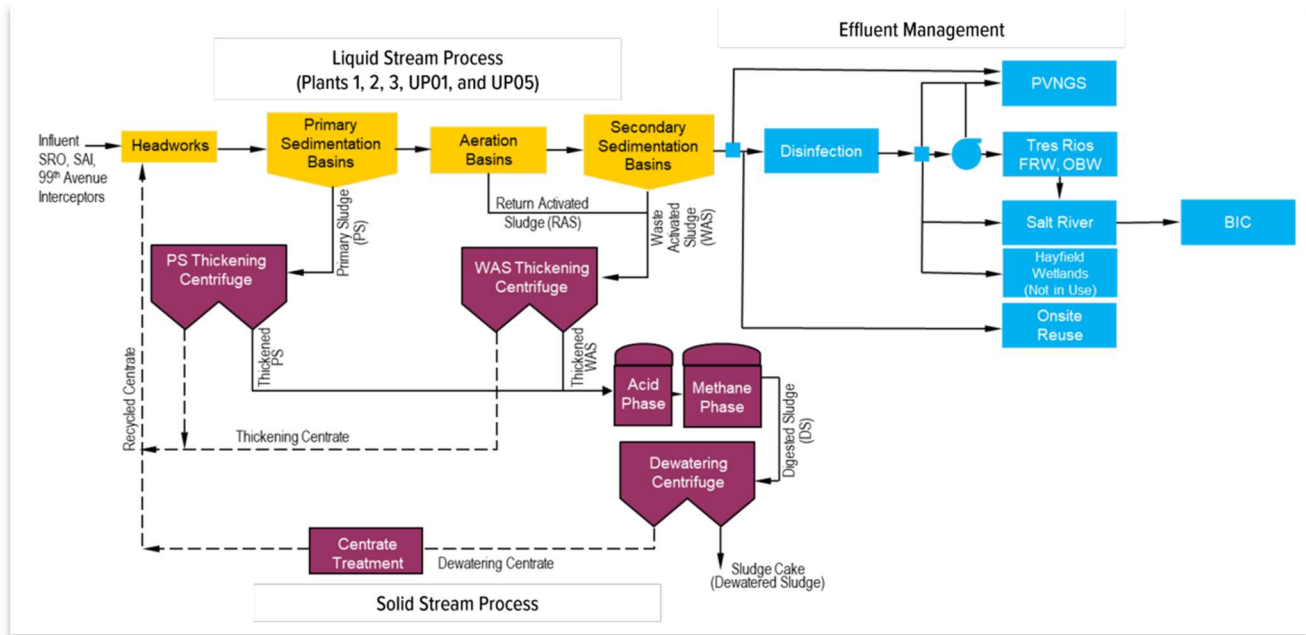 Effluent Management
Liquid Stream Process
(Plants 1, 2, 3, UP01, and UP05)
Influent
SRO, SAI,
99th Avenue
Interceptors
Headworks
Primary
Sedimentation
Basins
Aeration
Basins
Secondary
Sedimentation
Basins
Disinfection
PVNGS
Tres Rios
FRW, OBW
Salt River
BIC
Hayfield
Wetlands
(Not in Use)
Onsite
Reuse
Return Activated
Sludge (RAS)
Primary Sludge
(PS)
Waste
Activated
Sludge
(WAS)
PS Thickening
Centrifuge
WAS Thickening
Centrifuge
Thickened
PS
Thickened
WAS
Acid
Phase
Methane
Phase
Digested Sludge
(DS)
Recycled Centrate
Thickening Centrate
Dewatering
Centrifuge
Centrate
Treatment
Dewatering Centrate
Sludge Cake
(Dewatered Sludge)
Solid Stream Process